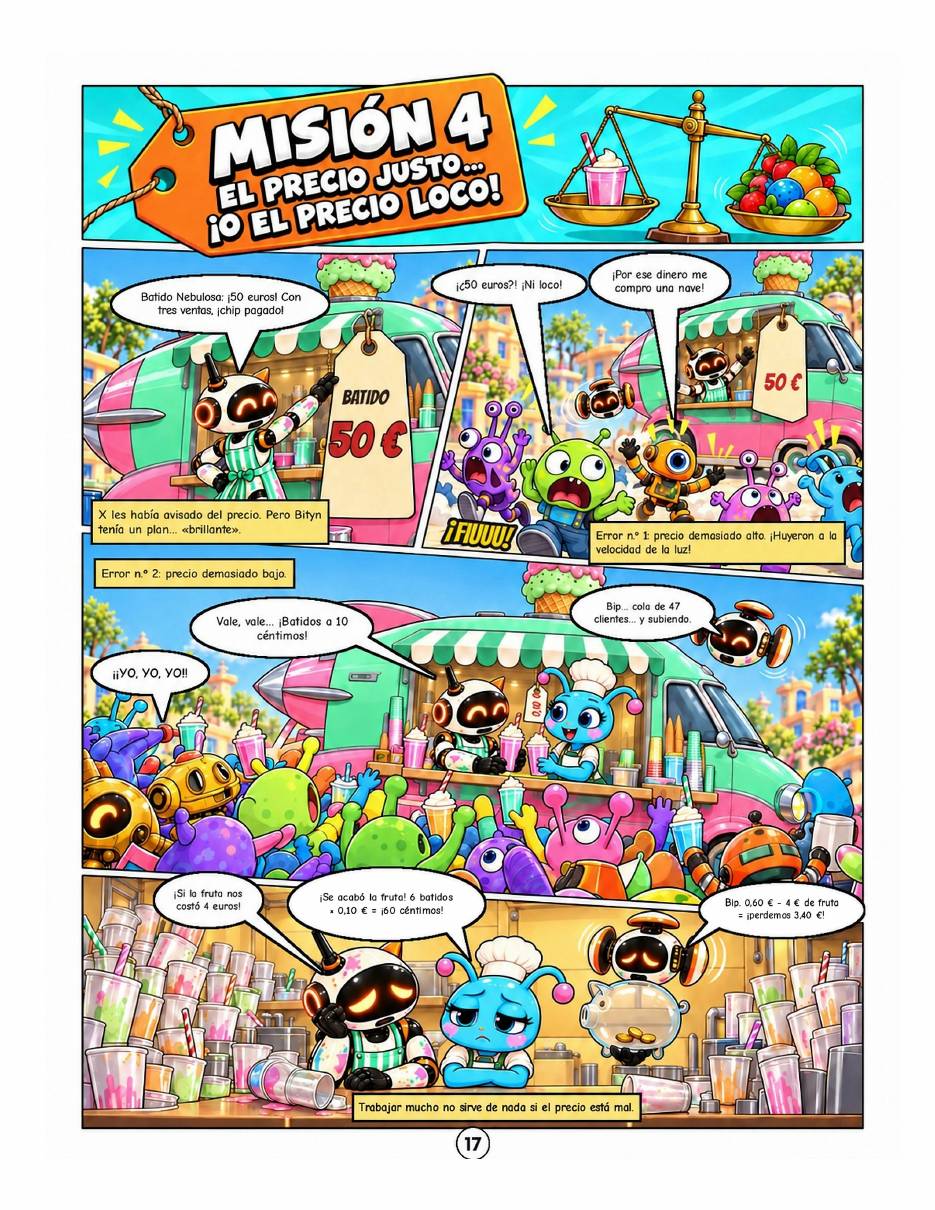 MISIÓN 4
EL PRECIO JUSTO...
¡O EL PRECIO LOCO!
Batido Nebulosa: ¡50 euros! Con
tres ventas, ¡chip pagado!
BATIDO
50 €
X les había avisado del precio. Pero Bityn
tenía un plan... «brillante».
¡¿50 euros?! ¡Ni loco!
¡Por ese dinero me
compro una nave!
50 €
¡FIUUU!
Error n.º 1: precio demasiado alto. ¡Huyeron a la
velocidad de la luz!
Error n.º 2: precio demasiado bajo.
Vale, vale... ¡Batidos a 10
céntimos!
Bip... cola de 47
clientes... y subiendo.
¡¡YO, YO, YO!!
0,10 €
¡Si la fruta nos
costó 4 euros!
¡Se acabó la fruta! 6 batidos
× 0,10 € = ¡60 céntimos!
Bip. 0,60 € – 4 € de fruta
= ¡perdemos 3,40 €!
Trabajar mucho no sirve de nada si el precio está mal.
17